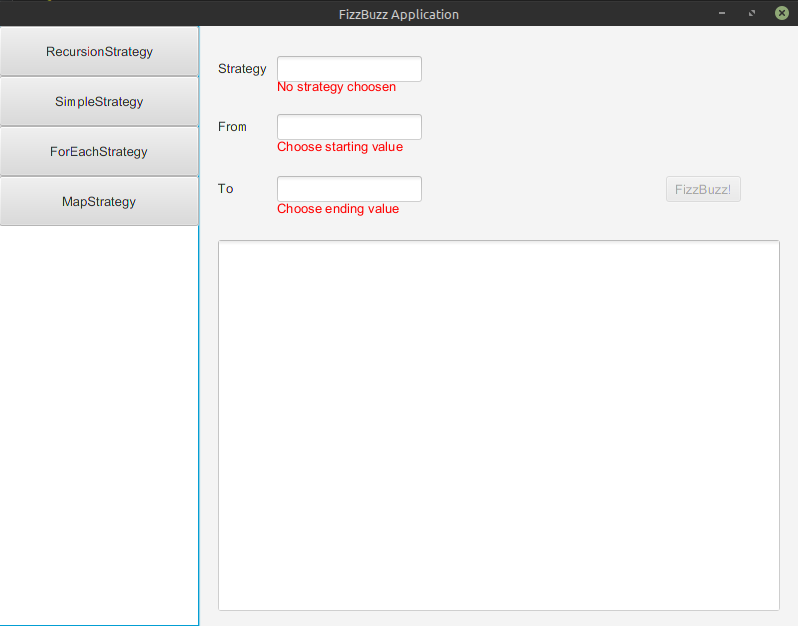 FizzBuzz Application
RecursionStrategy
SimpleStrategy
ForEachStrategy
MapStrategy
Strategy
No strategy choosen
From
Choose starting value
To
FizzBuzz!
Choose ending value